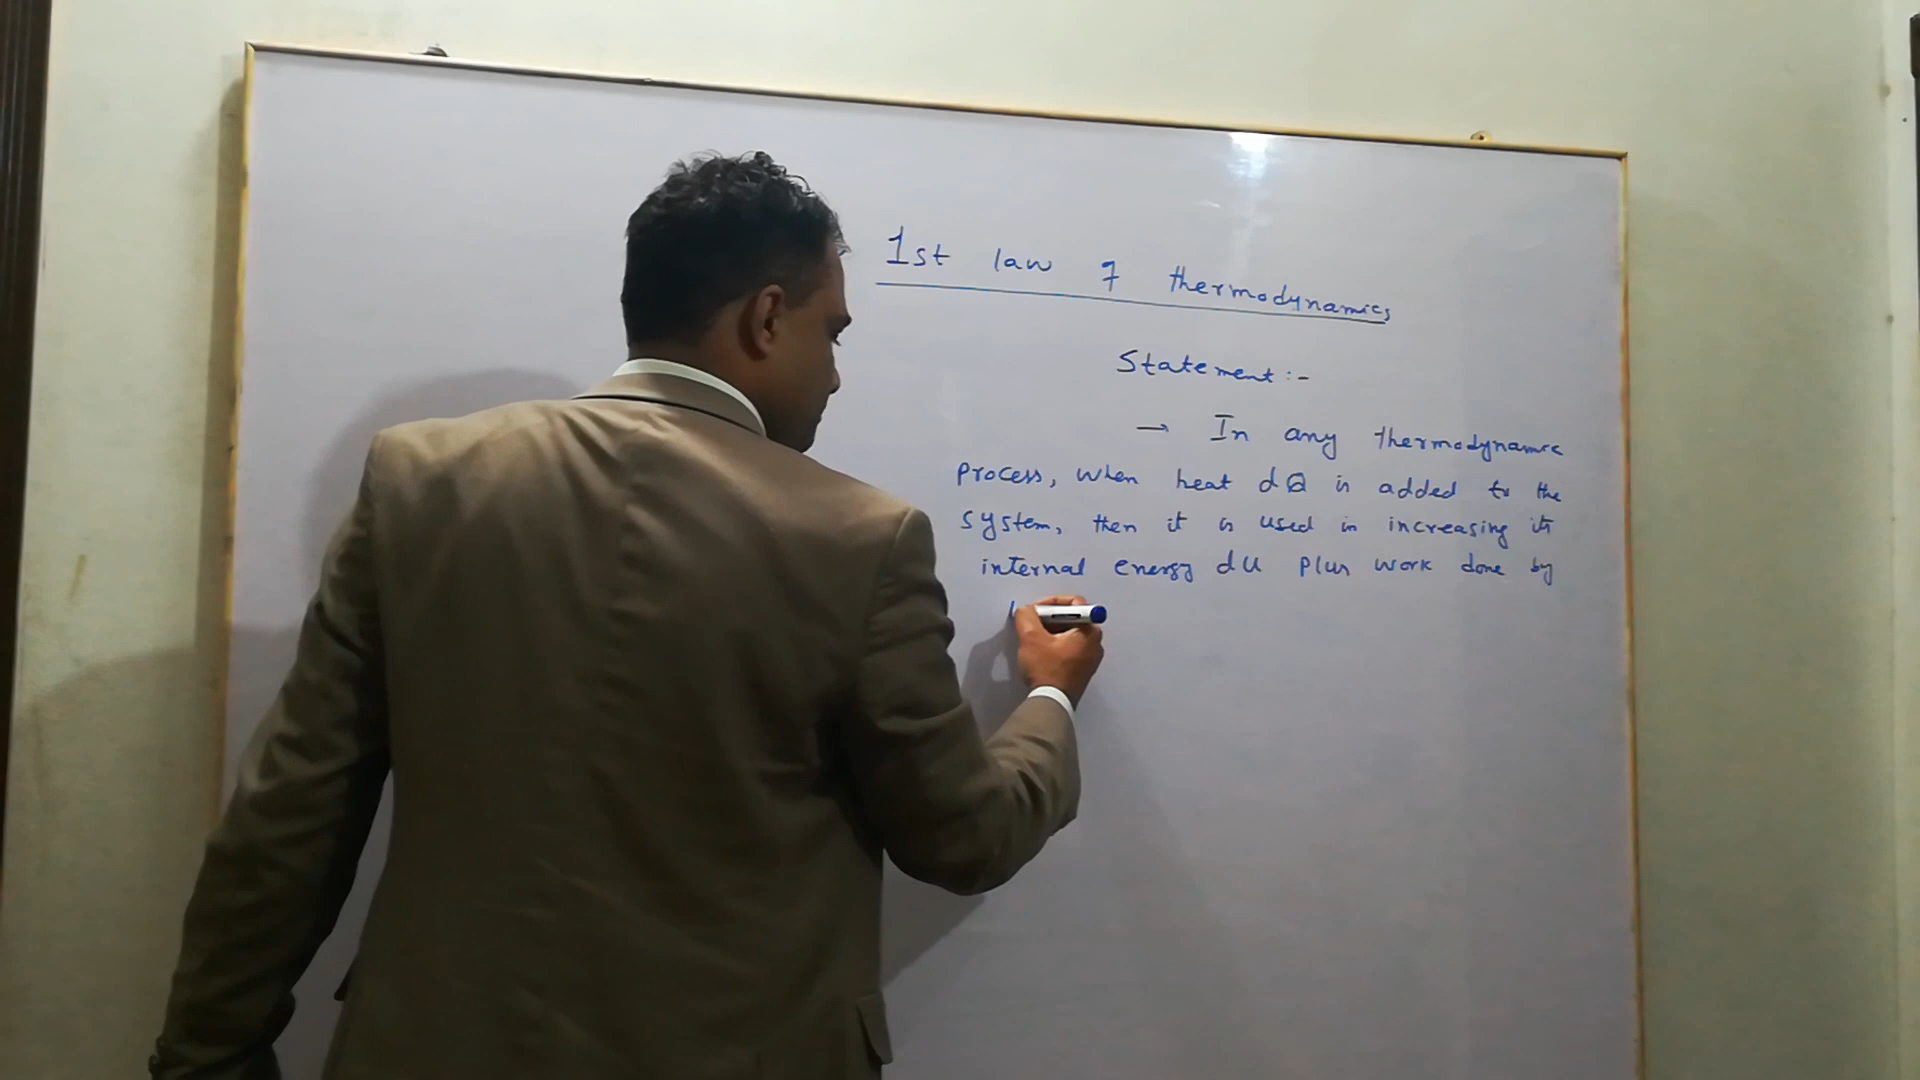 1st law of thermodynamics
Statement :-
→ In any thermodynamic
process, when heat dQ is added to the
system, then it is used in increasing its
internal energy dU plus work done by